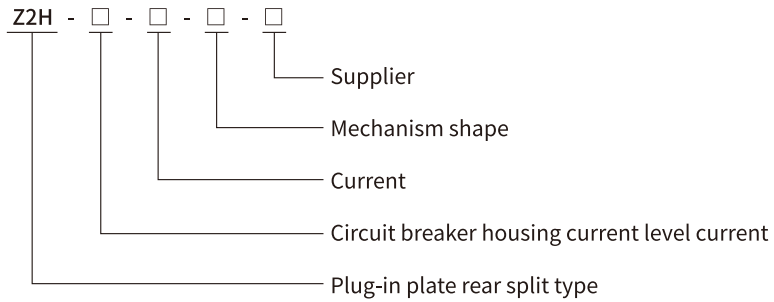 Z2H - □ - □ - □ - □
Supplier
Mechanism shape
Current
Circuit breaker housing current level current
Plug-in plate rear split type